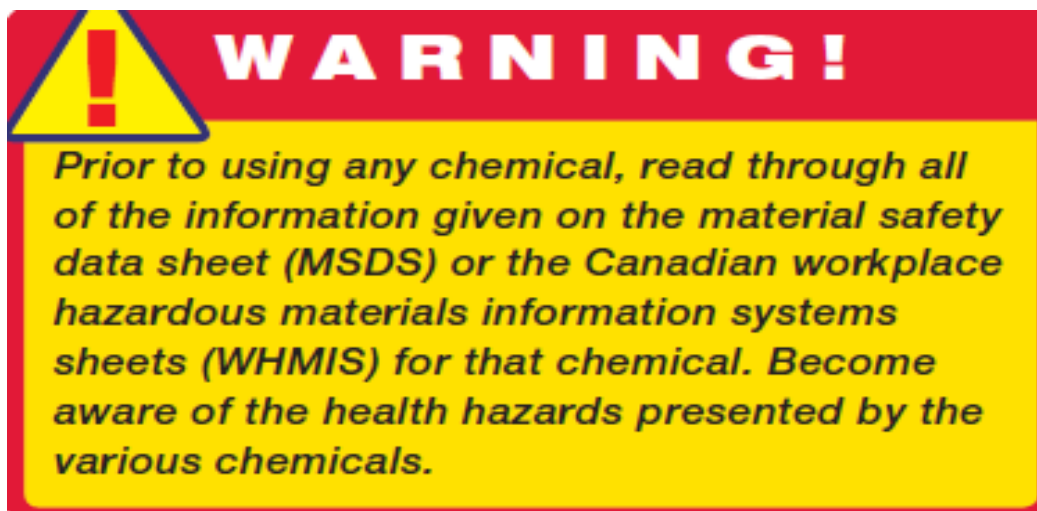 ! WARNING!
Prior to using any chemical, read through all
of the information given on the material safety
data sheet (MSDS) or the Canadian workplace
hazardous materials information systems
sheets (WHMIS) for that chemical. Become
aware of the health hazards presented by the
various chemicals.